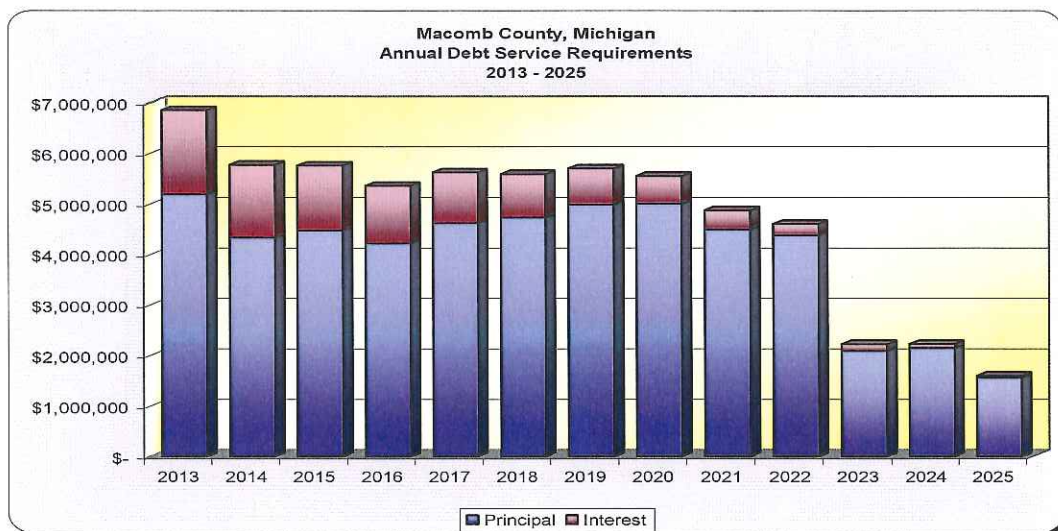 Macomb County, Michigan
Annual Debt Service Requirements
2013 - 2025
$7,000,000
$6,000,000
$5,000,000
$4,000,000
$3,000,000
$2,000,000
$1,000,000
$-
2013 2014 2015 2016 2017 2018 2019 2020 2021 2022 2023 2024 2025
Principal Interest